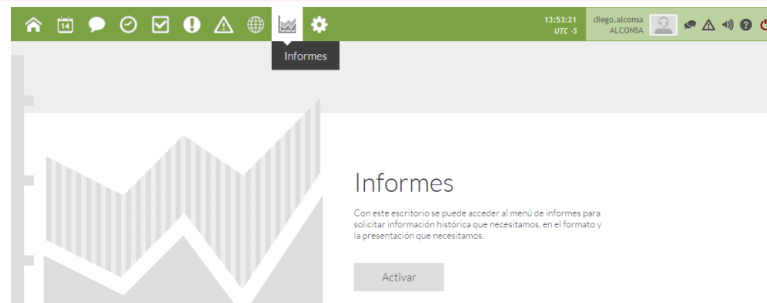 14
13:53:21
UTC -5
diego.alconsa
ALCONSA
Informes
Informes
Con este escritorio se puede acceder al menú de informes para
solicitar información histórica que necesitamos, en el formato y
la presentación que necesitamos.
Activar